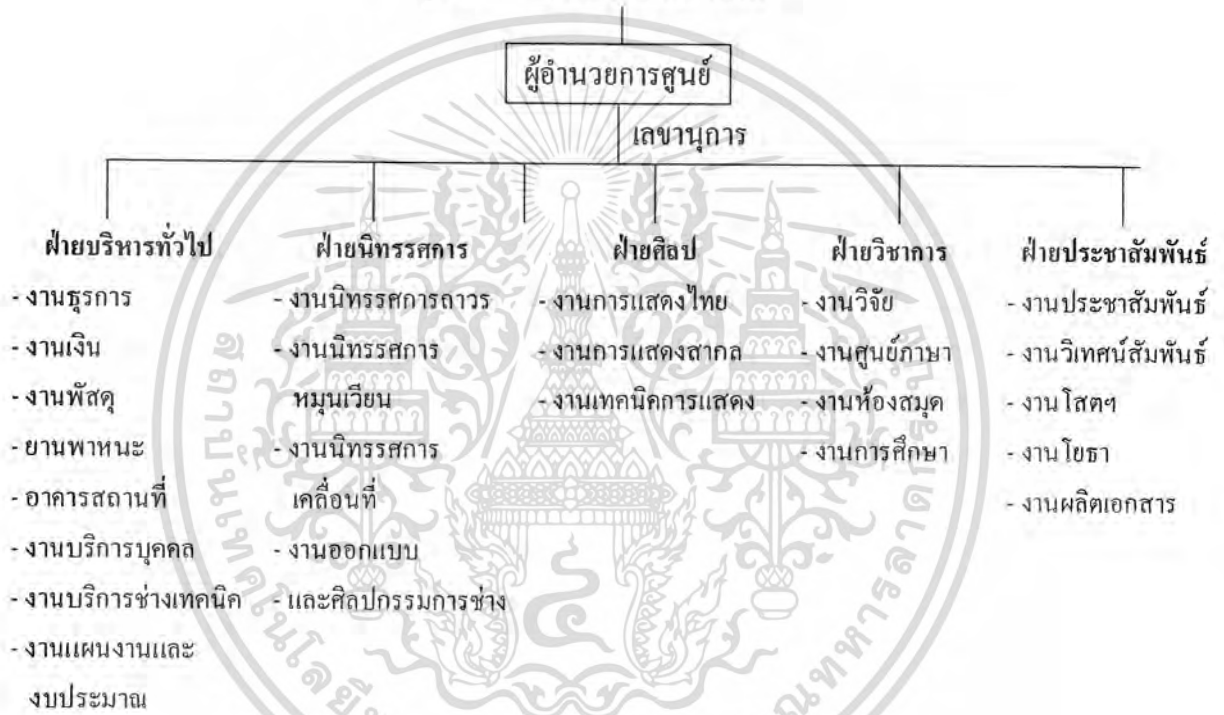 ผู้อำนวยการศูนย์
เลขานุการ
ฝ่ายบริหารทั่วไป
- งานธุรการ
- งานเงิน
- งานพัสดุ
- ยานพาหนะ
- อาคารสถานที่
- งานบริการบุคคล
- งานบริการช่างเทคนิค
- งานแผนงานและ
งบประมาณ
ฝ่ายนิทรรศการ
- งานนิทรรศการถาวร
- งานนิทรรศการ
หมุนเวียน
- งานนิทรรศการ
เคลื่อนที่
- งานออกแบบ
- และศิลปกรรมการช่าง
ฝ่ายศิลป
- งานการแสดงไทย
- งานการแสดงสากล
- งานเทคนิคการแสดง
ฝ่ายวิชาการ
- งานวิจัย
- งานศูนย์ภาษา
- งานห้องสมุด
- งานการศึกษา
ฝ่ายประชาสัมพันธ์
- งานประชาสัมพันธ์
- งานวิเทศน์สัมพันธ์
- งานโสตฯ
- งานโยธา
- งานผลิตเอกสาร